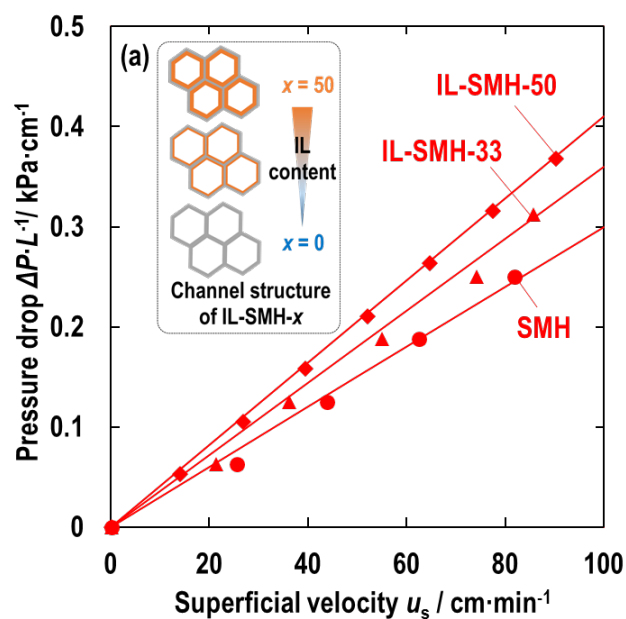 (a)
x = 50
IL
content
x = 0
Channel structure
of IL-SMH-x
IL-SMH-50
IL-SMH-33
SMH
Pressure drop ΔP·L⁻¹/ kPa·cm⁻¹
0.5
0.4
0.3
0.2
0.1
0
0 20 40 60 80 100
Superficial velocity uₛ / cm·min⁻¹